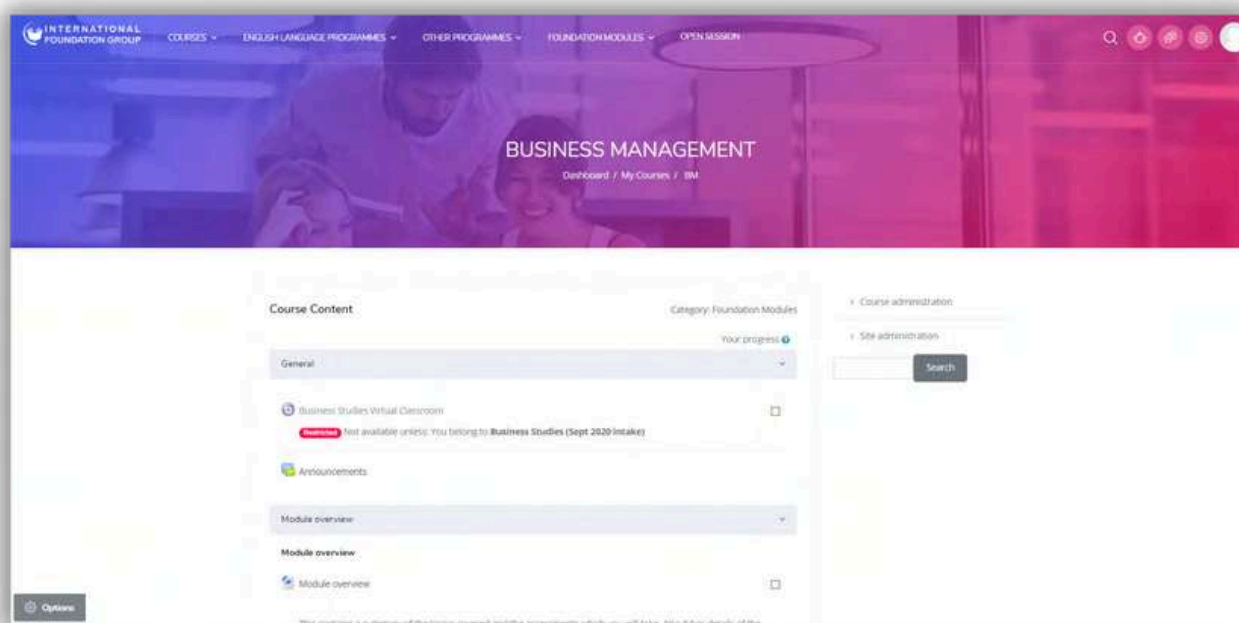 INTERNATIONAL
FOUNDATION GROUP
COURSES
ENGLISH LANGUAGE PROGRAMMES
OTHER PROGRAMMES
FOUNDATION MODULES
OPEN SESSION
BUSINESS MANAGEMENT
Dashboard / My Courses / BM
Course Content
Category: Foundation Modules
Your progress
General
Business Studies Virtual Classroom
Restricted Not available unless: You belong to Business Studies (Sept 2020 intake)
Announcements
Module overview
Module overview
Module overview
Course administration
Site administration
Search
Options